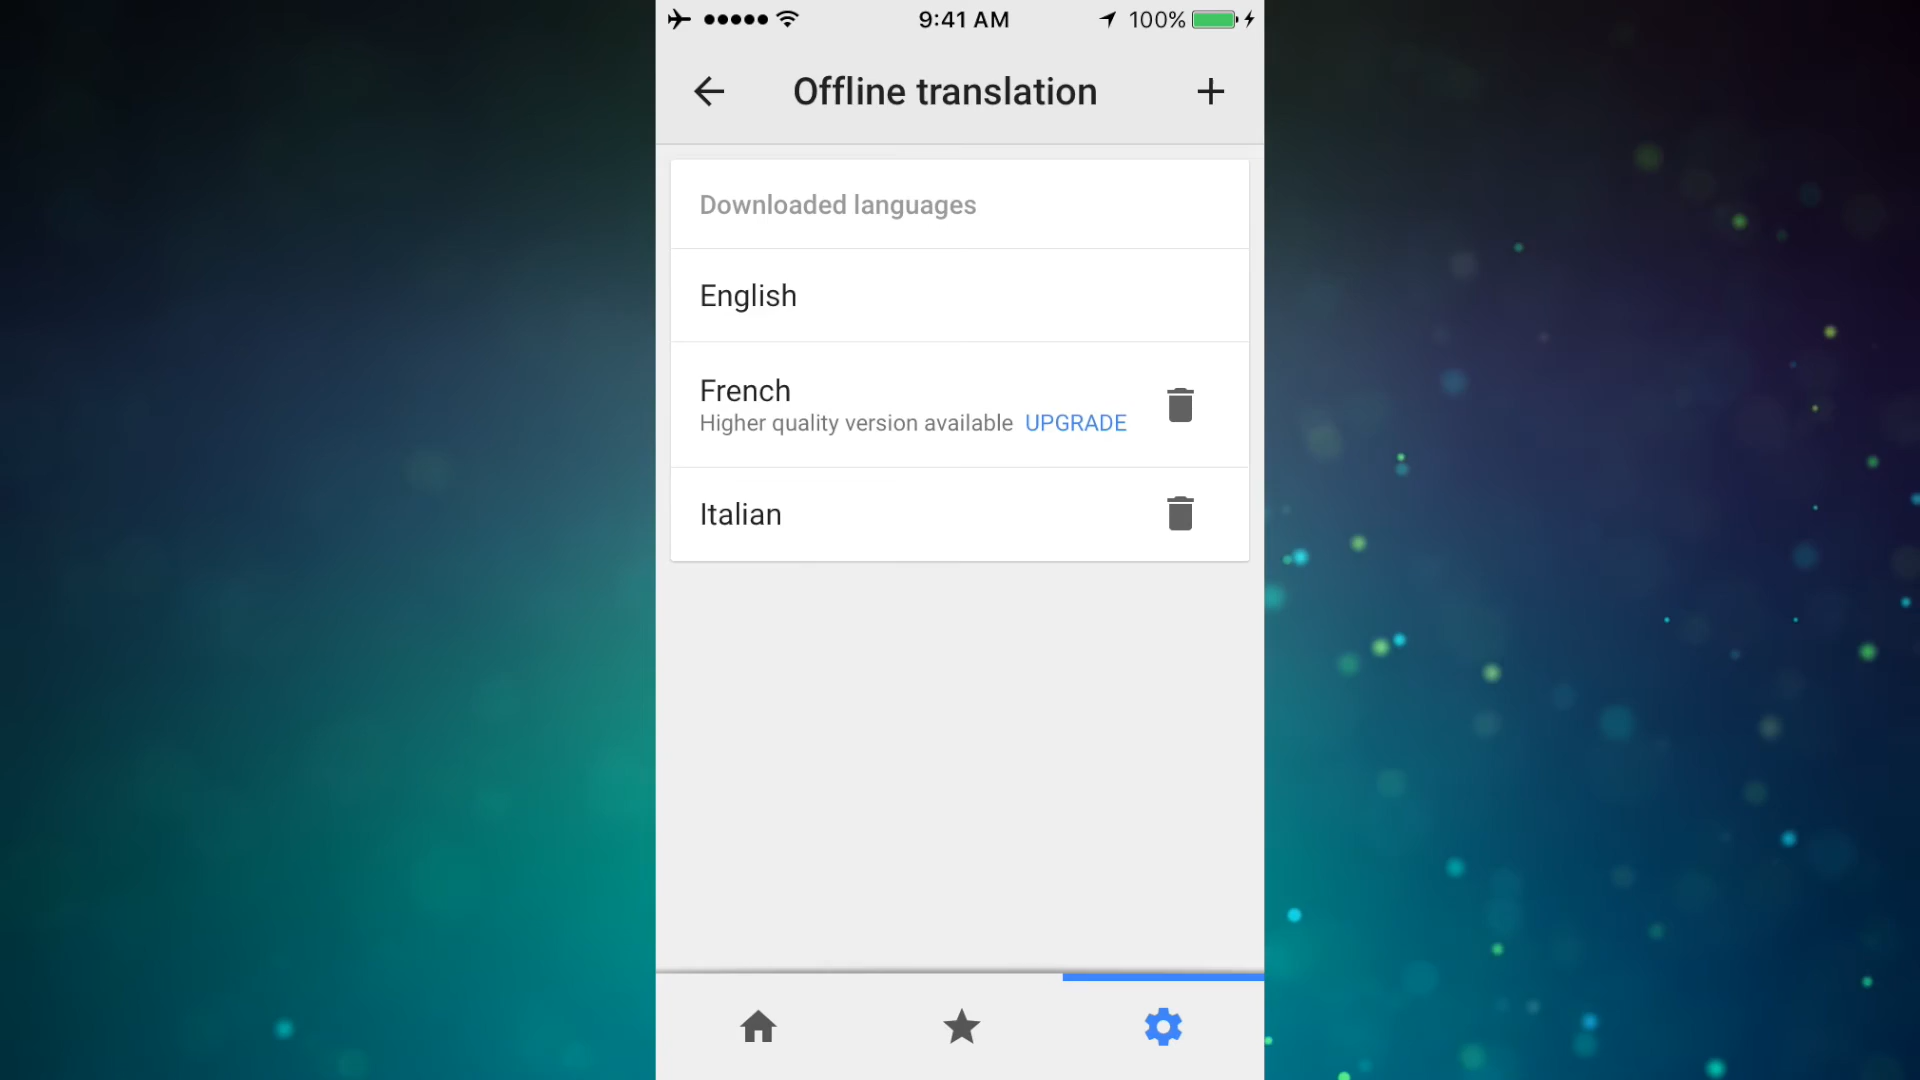 9:41 AM 100%
Offline translation
Downloaded languages
English
French
Higher quality version available UPGRADE
Italian